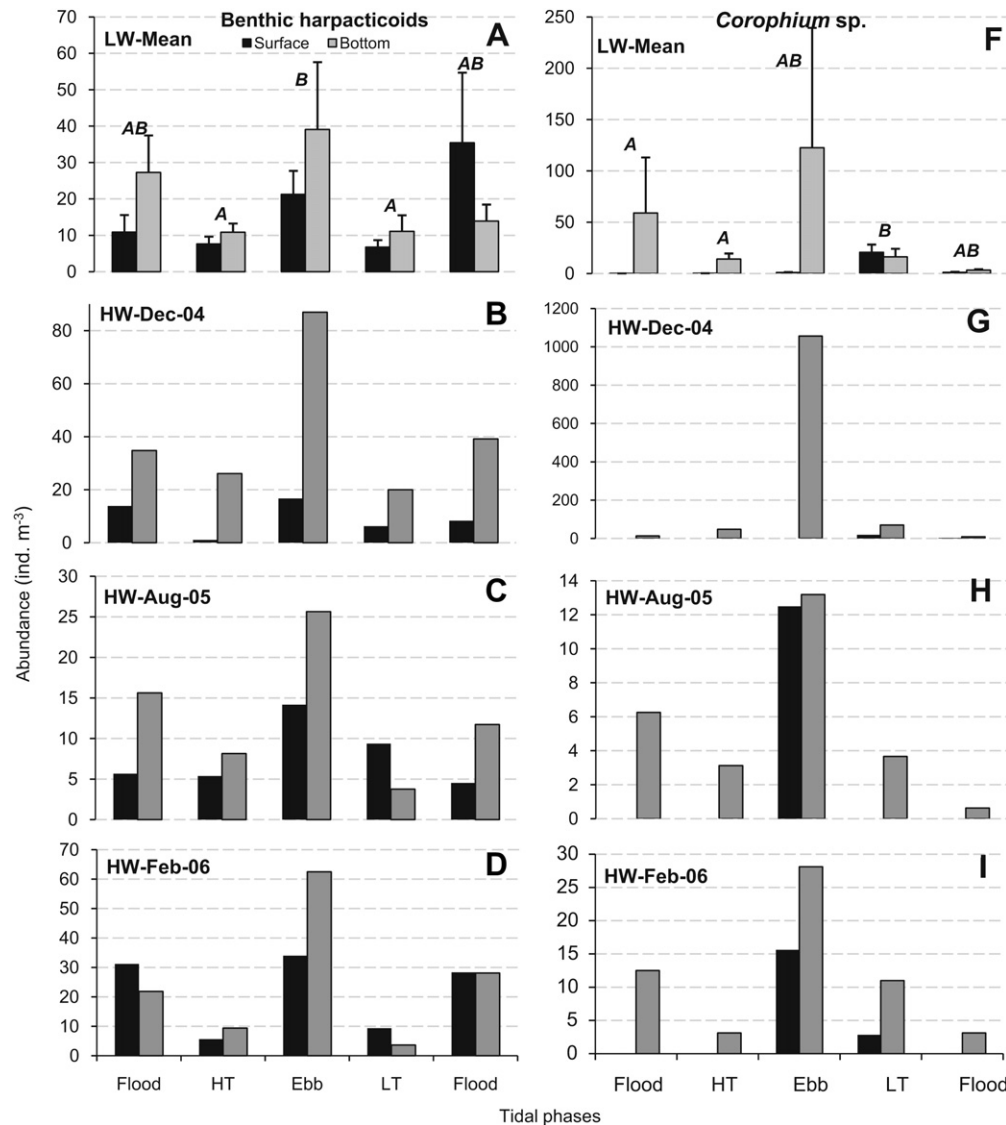 Benthic harpacticoids
Surface Bottom
LW-Mean
A
70
60
50
40
30
20
10
0
AB
A
B
A
AB
HW-Dec-04
B
80
60
40
20
0
HW-Aug-05
C
30
25
20
15
10
5
0
HW-Feb-06
D
70
60
50
40
30
20
10
0
Flood HT Ebb LT Flood
Corophium sp.
LW-Mean
F
250
200
150
100
50
0
A
A
AB
B
AB
HW-Dec-04
G
1200
1000
800
600
400
200
0
HW-Aug-05
H
14
12
10
8
6
4
2
0
HW-Feb-06
I
30
25
20
15
10
5
0
Flood HT Ebb LT Flood
Abundance (ind. m-3)
Tidal phases